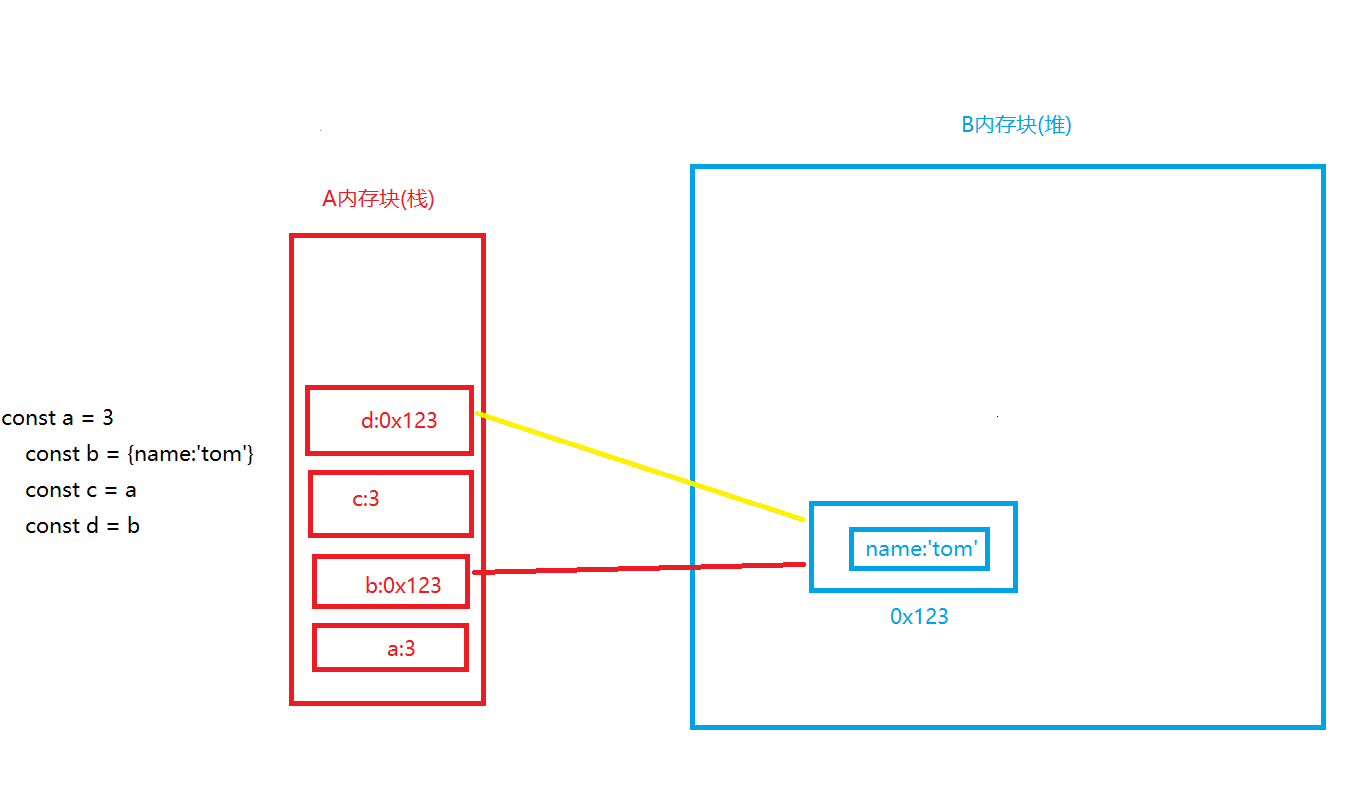 B内存块(堆)
A内存块(栈)
const a = 3
const b = {name:'tom'}
const c = a
const d = b
d:0x123
c:3
b:0x123
a:3
name:'tom'
0x123